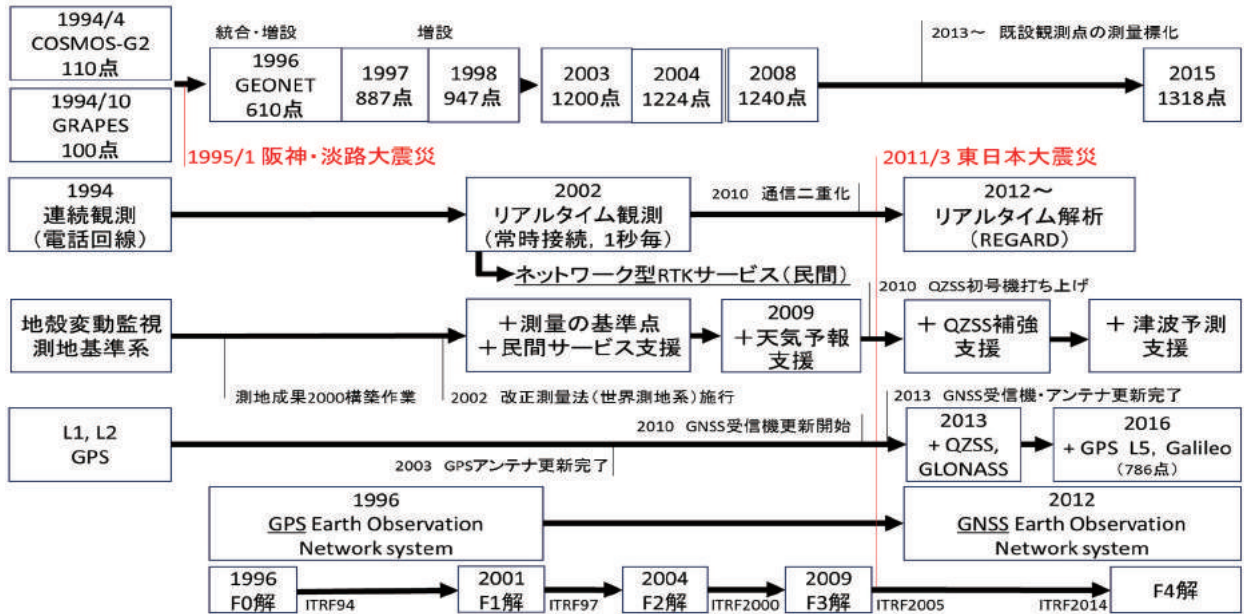 1994/4
COSMOS-G2
110点
1994/10
GRAPES
100点
統合・増設
増設
1996
GEONET
610点
1997
887点
1998
947点
2003
1200点
2004
1224点
2008
1240点
2013～ 既設観測点の測量標化
2015
1318点
1995/1 阪神・淡路大震災
2011/3 東日本大震災
1994
連続観測
(電話回線)
2002
リアルタイム観測
(常時接続, 1秒毎)
2010 通信二重化
2012～
リアルタイム解析
(REGARD)
ネットワーク型RTKサービス(民間)
2010 QZSS初号機打ち上げ
地殻変動監視
測地基準系
＋測量の基準点
＋民間サービス支援
2009
＋天気予報
支援
＋ QZSS補強
支援
＋ 津波予測
支援
測地成果2000構築作業
2002 改正測量法(世界測地系)施行
2013 GNSS受信機・アンテナ更新完了
L1, L2
GPS
2010 GNSS受信機更新開始
2003 GPSアンテナ更新完了
2013
+ QZSS,
GLONASS
2016
+ GPS L5, Galileo
(786点)
1996
GPS Earth Observation
Network system
2012
GNSS Earth Observation
Network system
1996
F0解
ITRF94
2001
F1解
ITRF97
2004
F2解
ITRF2000
2009
F3解
ITRF2005
ITRF2014
F4解